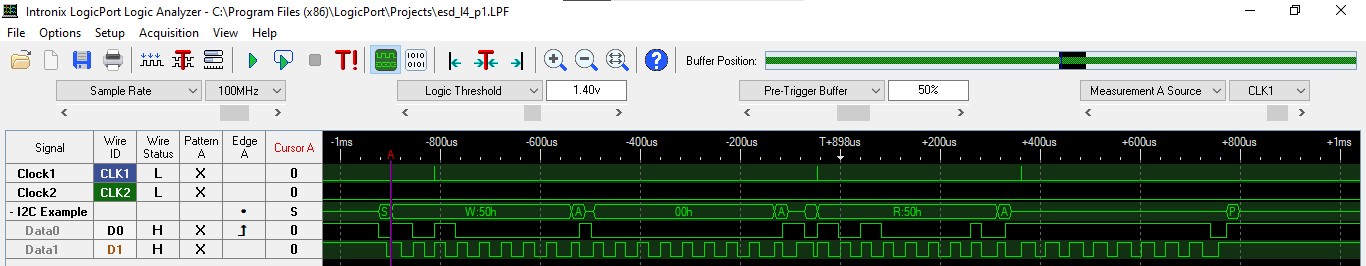 Intronix LogicPort Logic Analyzer - C:\Program Files (x86)\LogicPort\Projects\esd_l4_p1.LPF
File Options Setup Acquisition View Help
T T! 1010 0101 T ? Buffer Position:
Sample Rate 100MHz Logic Threshold 1.40v Pre-Trigger Buffer 50% Measurement A Source CLK1
Signal Wire ID Wire Status Pattern A Edge A Cursor A -1ms -800us -600us -400us -200us T+898us +200us +400us +600us +800us +1ms
A
Clock1 CLK1 L X 0
Clock2 CLK2 L X 0
- I2C Example • S S W:50h A 00h A R:50h A P
Data0 D0 H X 0
Data1 D1 H X 0